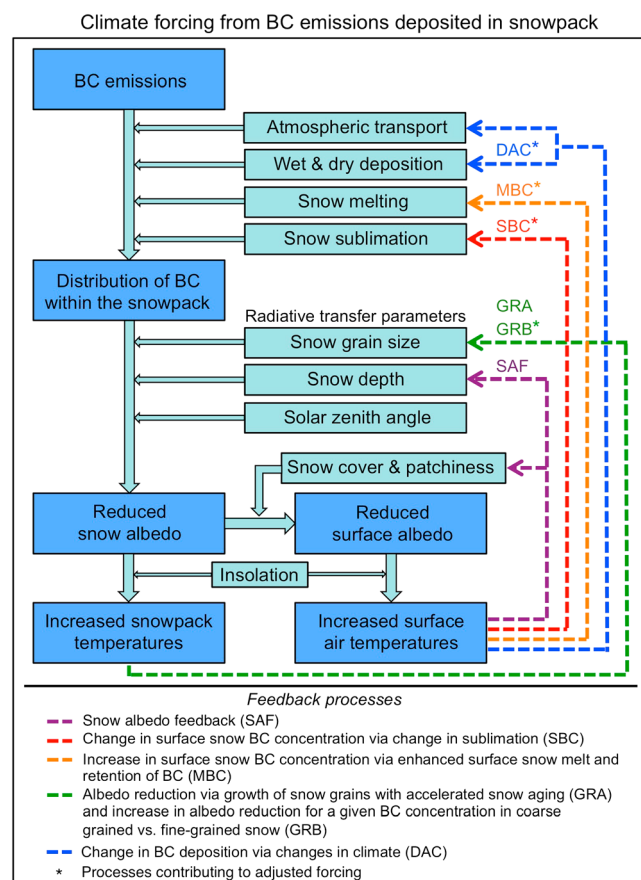 Climate forcing from BC emissions deposited in snowpack
BC emissions
Atmospheric transport
DAC*
Wet & dry deposition
MBC*
Snow melting
SBC*
Snow sublimation
Distribution of BC
within the snowpack
GRA
Radiative transfer parameters
GRB*
Snow grain size
SAF
Snow depth
Solar zenith angle
Snow cover & patchiness
Reduced
snow albedo
Reduced
surface albedo
Insolation
Increased snowpack
temperatures
Increased surface
air temperatures
Feedback processes
Snow albedo feedback (SAF)
Change in surface snow BC concentration via change in sublimation (SBC)
Increase in surface snow BC concentration via enhanced surface snow melt and
retention of BC (MBC)
Albedo reduction via growth of snow grains with accelerated snow aging (GRA)
and increase in albedo reduction for a given BC concentration in coarse
grained vs. fine-grained snow (GRB)
Change in BC deposition via changes in climate (DAC)
* Processes contributing to adjusted forcing